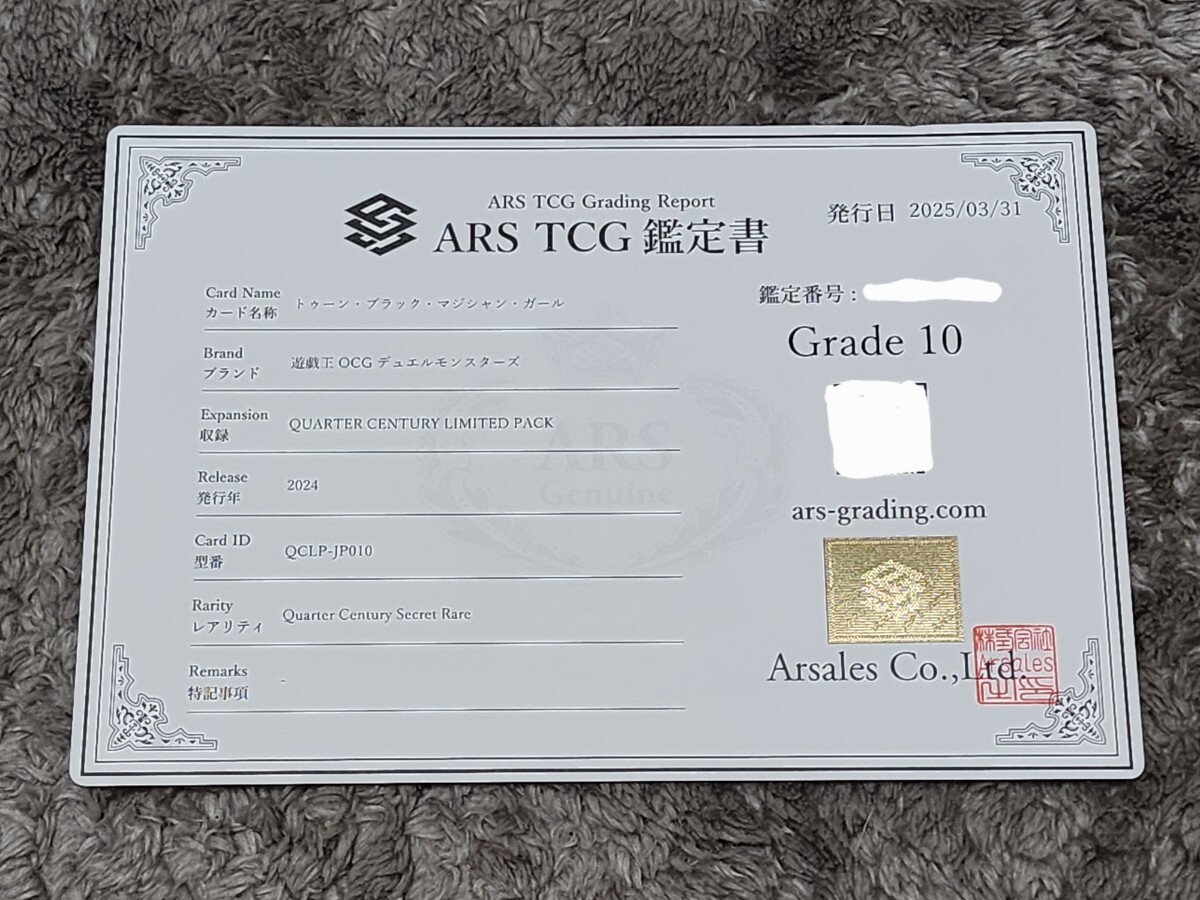 ARS TCG Grading Report
ARS TCG 鑑定書
発行日 2025/03/31
Card Name
カード名称
トゥーン・ブラック・マジシャン・ガール
Brand
ブランド
遊戯王 OCG デュエルモンスターズ
Expansion
収録
QUARTER CENTURY LIMITED PACK
Release
発行年
2024
Card ID
型番
QCLP-JP010
Rarity
レアリティ
Quarter Century Secret Rare
Remarks
特記事項
-
鑑定番号 :
Grade 10
ars-grading.com
Arsales Co.,Ltd.
株式会社
Arsales
ARS
Genuine